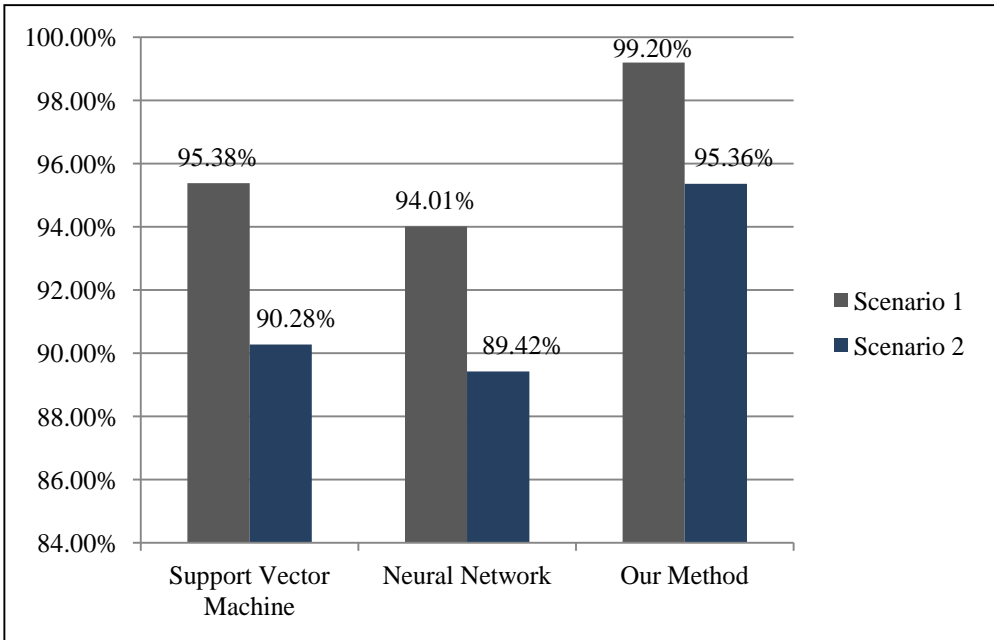 100.00%
98.00%
96.00%
94.00%
92.00%
90.00%
88.00%
86.00%
84.00%
95.38%
90.28%
94.01%
89.42%
99.20%
95.36%
Support Vector
Machine
Neural Network
Our Method
Scenario 1
Scenario 2